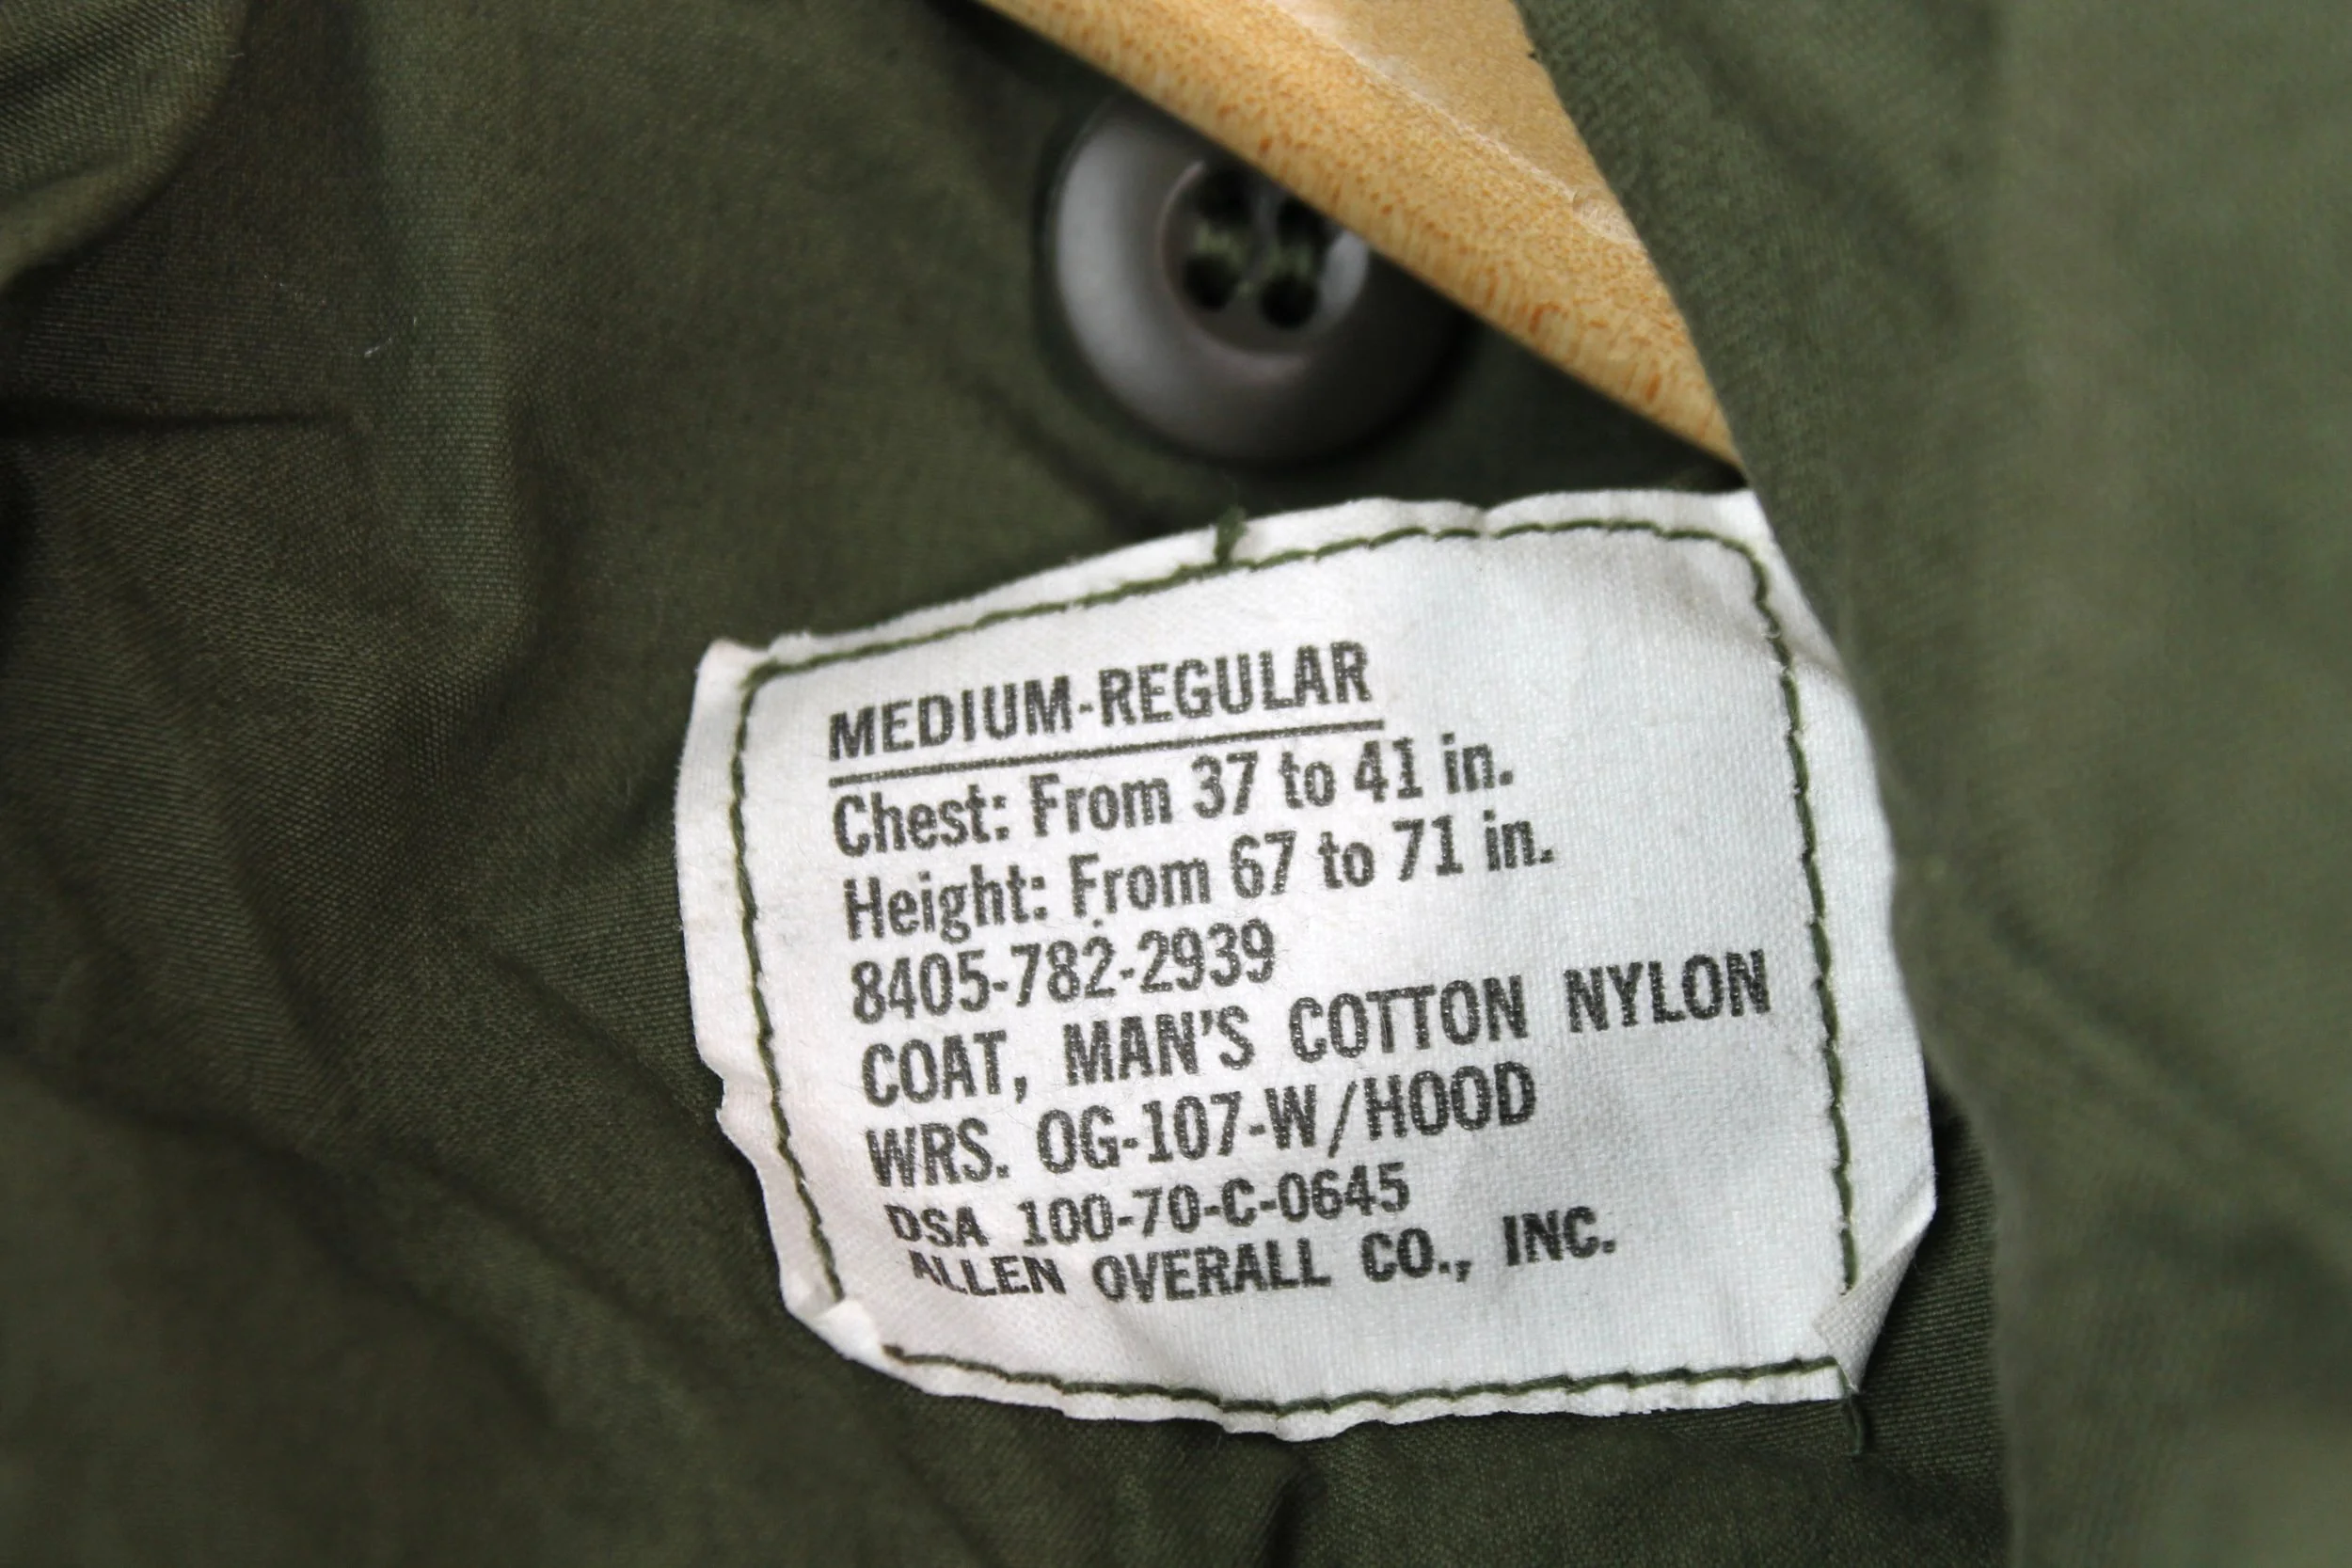 MEDIUM-REGULAR
Chest: From 37 to 41 in.
Height: From 67 to 71 in.
8405-782-2939
COAT, MAN'S COTTON NYLON
WRS. OG-107-W/HOOD
DSA 100-70-C-0645
ALLEN OVERALL CO., INC.